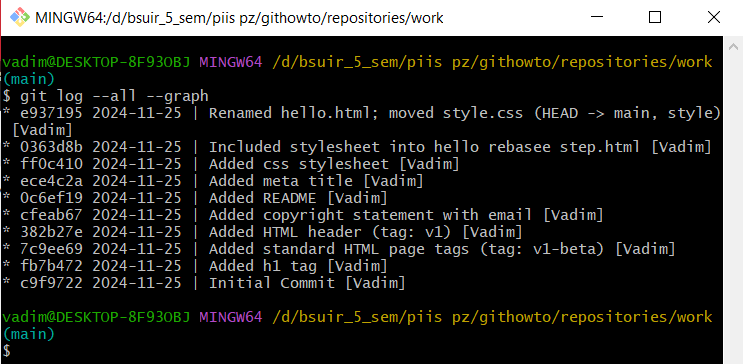 MINGW64:/d/bsuir_5_sem/piis pz/githowto/repositories/work
vadim@DESKTOP-8F93OBJ MINGW64 /d/bsuir_5_sem/piis pz/githowto/repositories/work
(main)
$ git log --all --graph
* e937195 2024-11-25 | Renamed hello.html; moved style.css (HEAD -> main, style)
[Vadim]
* 0363d8b 2024-11-25 | Included stylesheet into hello rebasee step.html [Vadim]
* ff0c410 2024-11-25 | Added css stylesheet [Vadim]
* ece4c2a 2024-11-25 | Added meta title [Vadim]
* 0c6ef19 2024-11-25 | Added README [Vadim]
* cfeab67 2024-11-25 | Added copyright statement with email [Vadim]
* 382b27e 2024-11-25 | Added HTML header (tag: v1) [Vadim]
* 7c9ee69 2024-11-25 | Added standard HTML page tags (tag: v1-beta) [Vadim]
* fb7b472 2024-11-25 | Added h1 tag [Vadim]
* c9f9722 2024-11-25 | Initial Commit [Vadim]
vadim@DESKTOP-8F93OBJ MINGW64 /d/bsuir_5_sem/piis pz/githowto/repositories/work
(main)
$